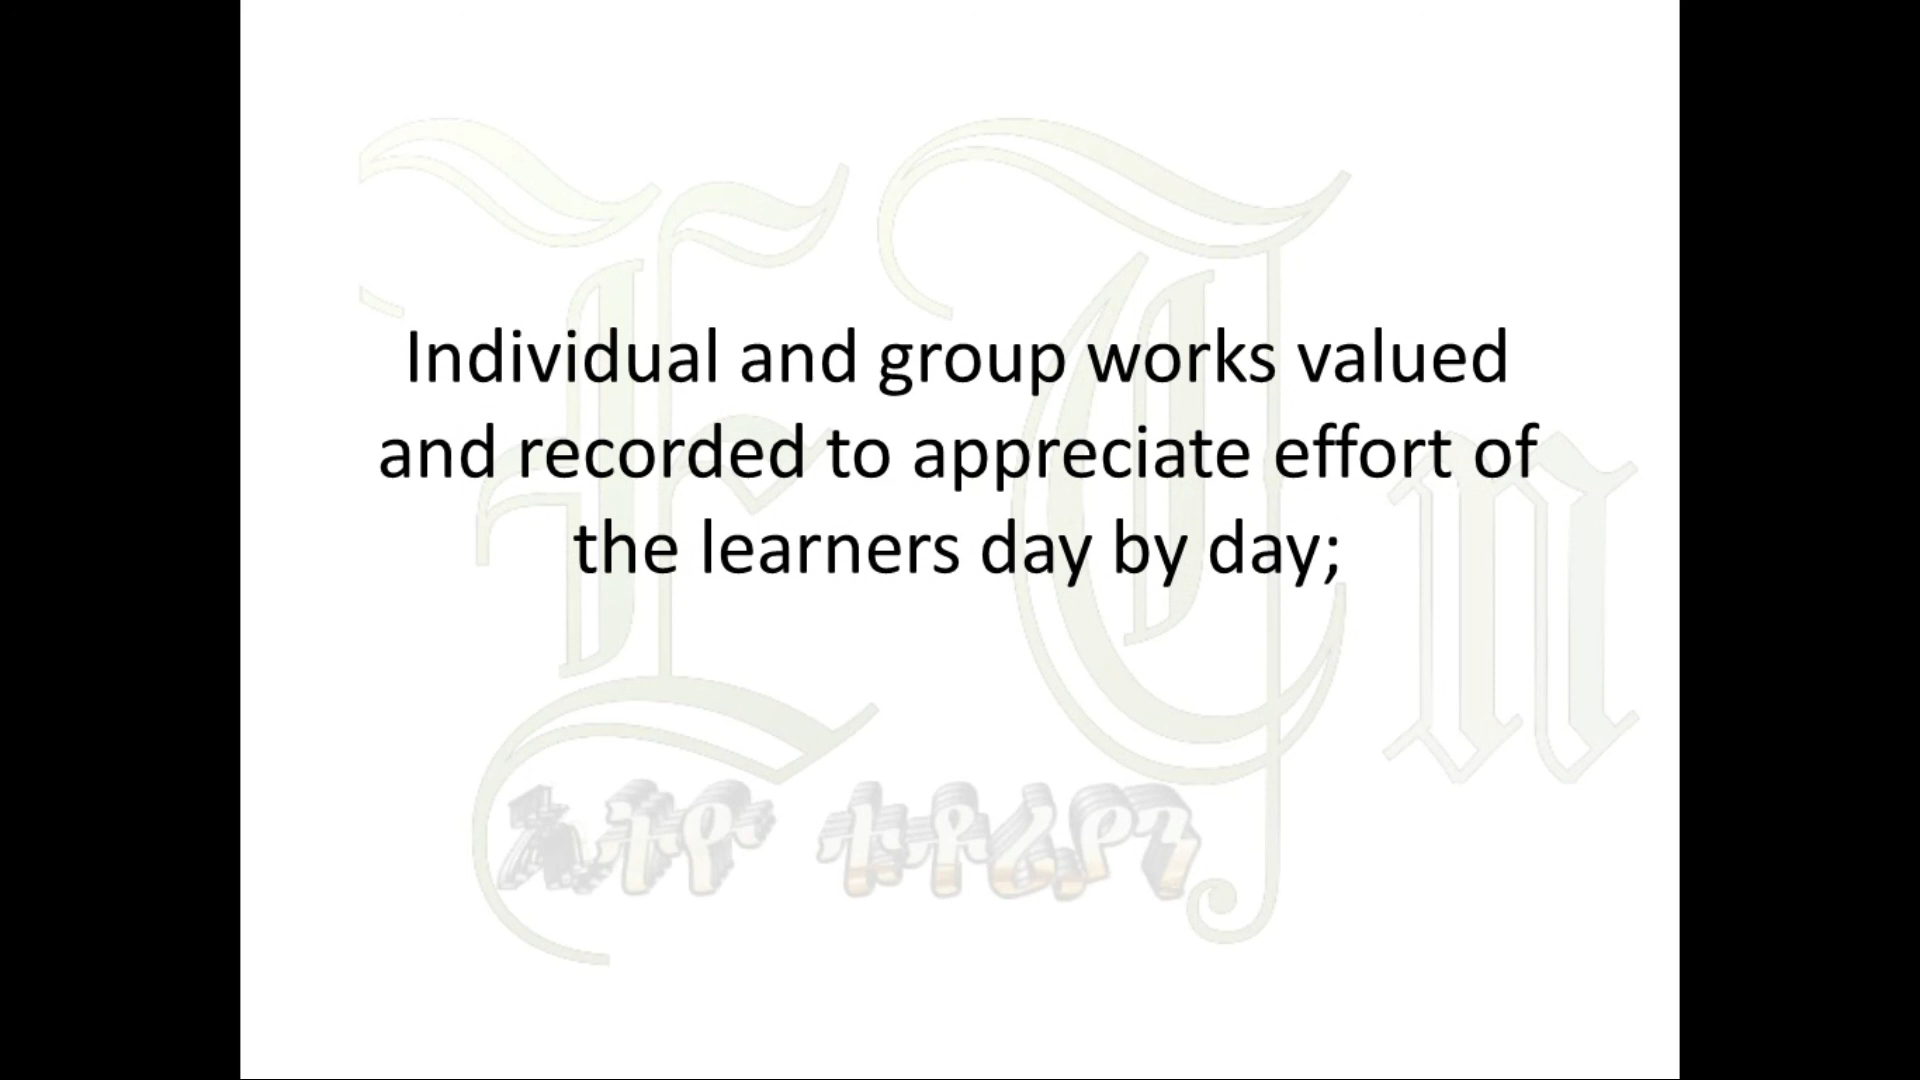 Individual and group works valued
and recorded to appreciate effort of
the learners day by day;